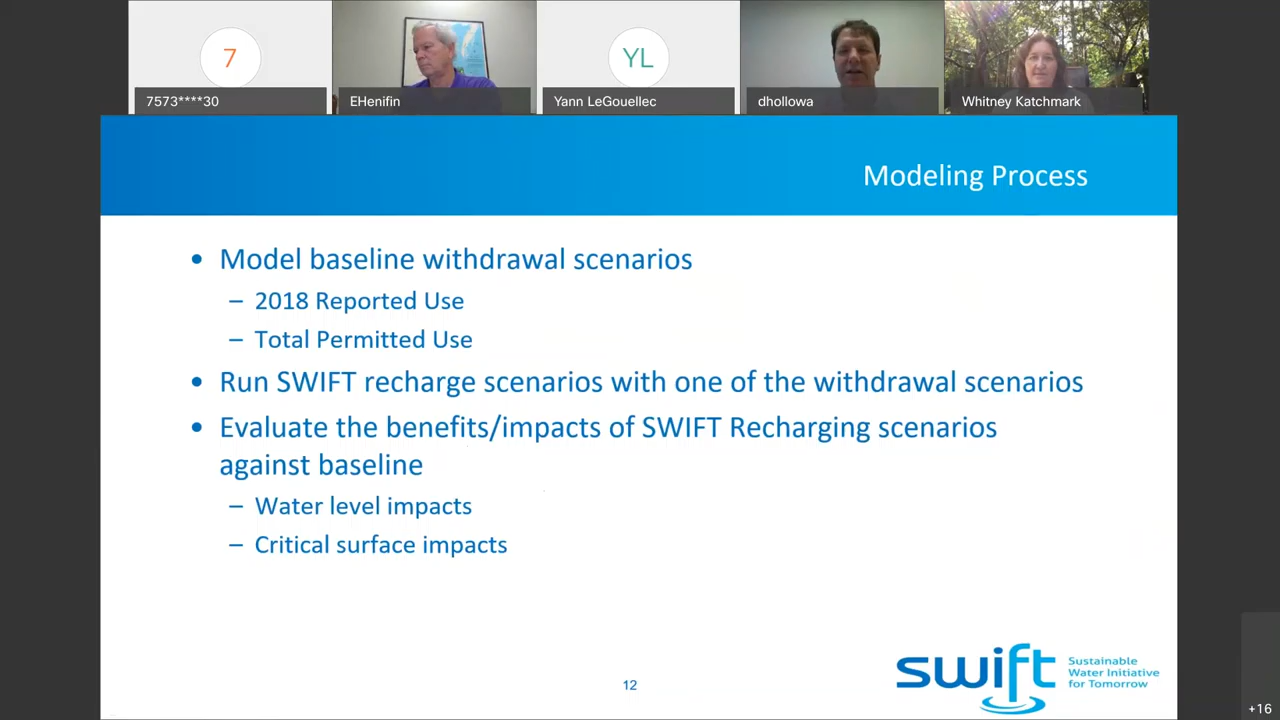 7
7573****30
EHenifin
YL
Yann LeGouellec
dhollowa
Whitney Katchmark
Modeling Process
• Model baseline withdrawal scenarios
– 2018 Reported Use
– Total Permitted Use
• Run SWIFT recharge scenarios with one of the withdrawal scenarios
• Evaluate the benefits/impacts of SWIFT Recharging scenarios
against baseline
– Water level impacts
– Critical surface impacts
12
swift
Sustainable
Water Initiative
for Tomorrow
+16